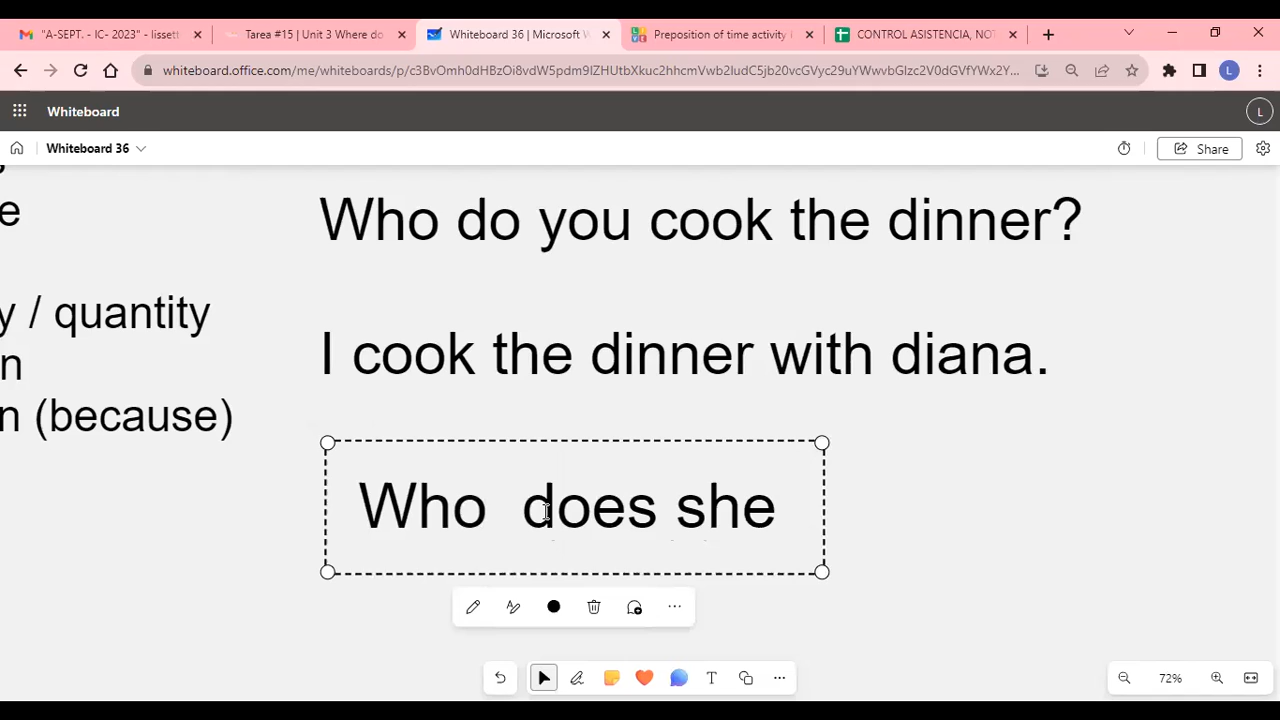 "A-SEPT. - IC- 2023" - issett
Tarea #15 | Unit 3 Where do
Whiteboard 36 | Microsoft W
Preposition of time activity i
CONTROL ASISTENCIA, NOT
whiteboard.office.com/me/whiteboards/p/
Whiteboard
L
Whiteboard 36
Share
Who do you cook the dinner?
e
y / quantity
I cook the dinner with diana.
n
n (because)
Who does she
T
72%